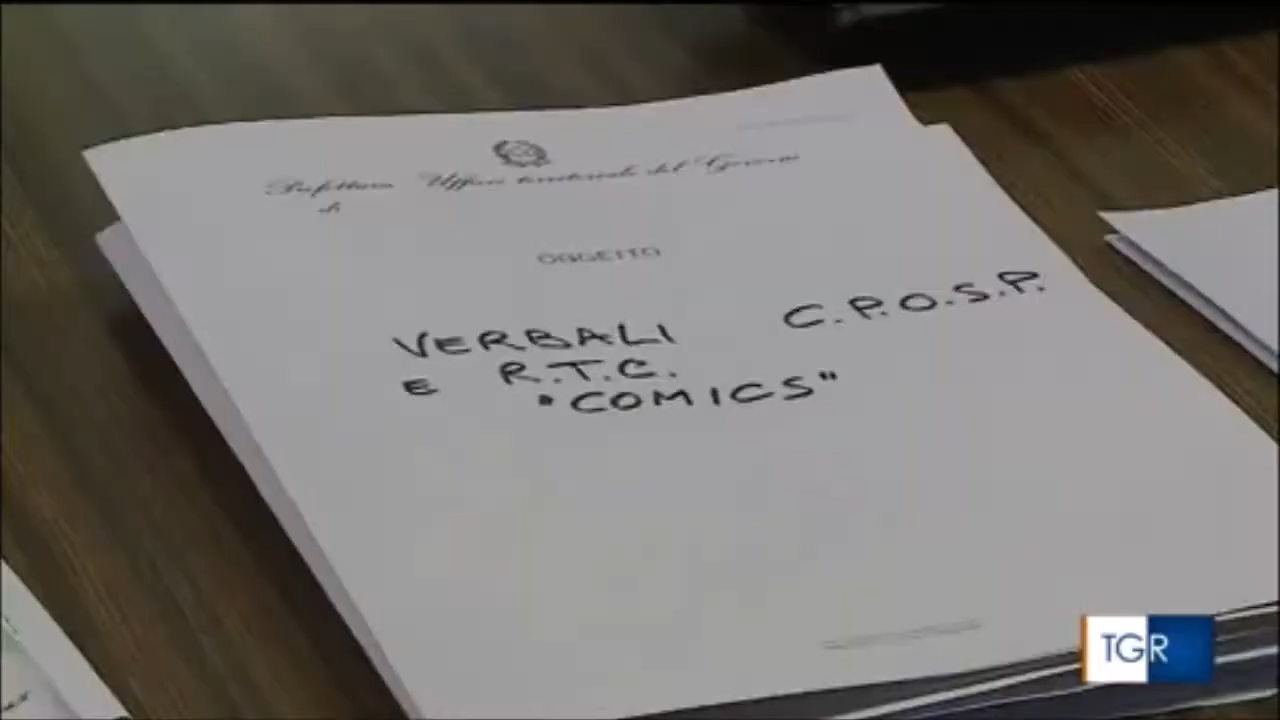 Prefettura Ufficio territoriale del Governo
di
OGGETTO
VERBALI C.P.O.S.P.
E R.T.C.
"COMICS"
TGR